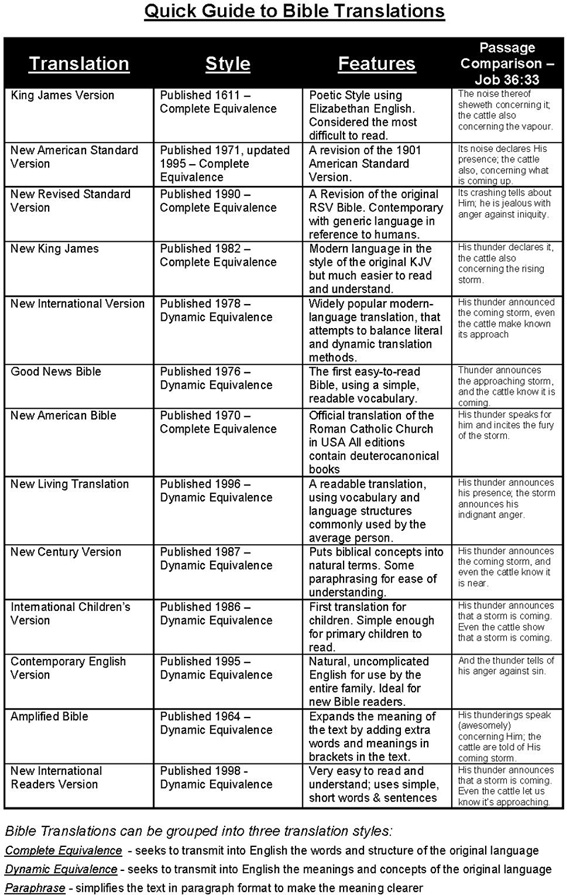 Quick Guide to Bible Translations
Translation
Style
Features
Passage
Comparison –
Job 36:33
King James Version
Published 1611 –
Complete Equivalence
Poetic Style using
Elizabethan English.
Considered the most
difficult to read.
The noise thereof
sheweth concerning it,
the cattle also
concerning the vapour.
New American Standard
Version
Published 1971, updated
1995 – Complete
Equivalence
A revision of the 1901
American Standard
Version.
Its noise declares His
presence; the cattle
also, concerning what
is coming up.
New Revised Standard
Version
Published 1990 –
Complete Equivalence
A Revision of the original
RSV Bible. Contemporary
with generic language in
reference to humans.
Its crashing tells about
Him; he is jealous with
anger against iniquity.
New King James
Published 1982 –
Complete Equivalence
Modern language in the
style of the original KJV
but much easier to read
and understand.
His thunder declares it,
the cattle also
concerning the rising
storm.
New International Version
Published 1978 –
Dynamic Equivalence
Widely popular modern-
language translation, that
attempts to balance literal
and dynamic translation
methods.
His thunder announced
the coming storm, even
the cattle make known
its approach
Good News Bible
Published 1976 –
Dynamic Equivalence
The first easy-to-read
Bible, using a simple,
readable vocabulary.
Thunder announces
the approaching storm,
and the cattle know it is
coming.
New American Bible
Published 1970 –
Complete Equivalence
Official translation of the
Roman Catholic Church
in USA All editions
contain deuterocanonical
books
His thunder speaks for
him and incites the fury
of the storm.
New Living Translation
Published 1996 –
Dynamic Equivalence
A readable translation,
using vocabulary and
language structures
commonly used by the
average person.
His thunder announces
his presence; the storm
announces his
indignant anger.
New Century Version
Published 1987 –
Dynamic Equivalence
Puts biblical concepts into
natural terms. Some
paraphrasing for ease of
understanding.
His thunder announces
the coming storm, and
even the cattle know it
is near.
International Children's
Version
Published 1986 –
Dynamic Equivalence
First translation for
children. Simple enough
for primary children to
read.
His thunder announces
that a storm is coming.
Even the cattle show
that a storm is coming.
Contemporary English
Version
Published 1995 –
Dynamic Equivalence
Natural, uncomplicated
English for use by the
entire family. Ideal for
new Bible readers.
And the thunder tells of
his anger against sin.
Amplified Bible
Published 1964 –
Dynamic Equivalence
Expands the meaning of
the text by adding extra
words and meanings in
brackets in the text.
His thunderings speak
(awesomely)
concerning Him; the
cattle are told of His
coming storm.
New International
Readers Version
Published 1998 -
Dynamic Equivalence
Very easy to read and
understand; uses simple,
short words & sentences
His thunder announces
that a storm is coming.
Even the cattle let us
know it's approaching.
Bible Translations can be grouped into three translation styles:
Complete Equivalence - seeks to transmit into English the words and structure of the original language
Dynamic Equivalence - seeks to transmit into English the meanings and concepts of the original language
Paraphrase - simplifies the text in paragraph format to make the meaning clearer